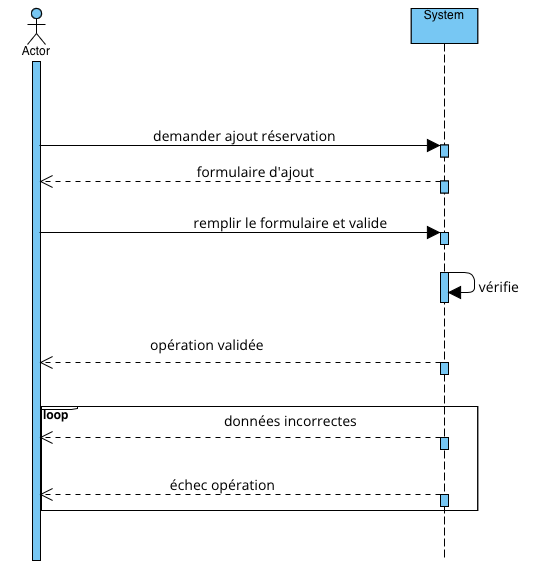 System
Actor
demander ajout réservation
formulaire d'ajout
remplir le formulaire et valide
vérifie
opération validée
loop
données incorrectes
échec opération